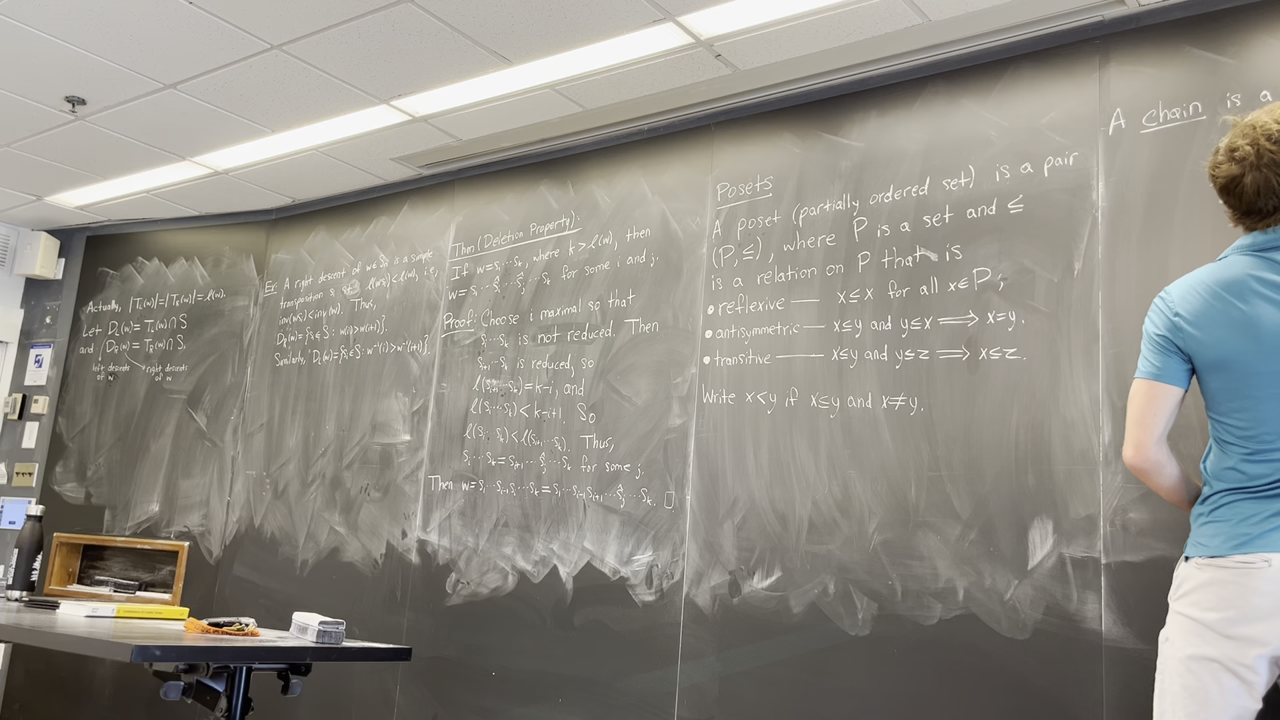 Actually, |T_L(w)|=|T_R(w)|=ℓ(w).
Let D_L(w)=T_L(w)∩S
and D_R(w)=T_R(w)∩S.
left descents of w
right descents of w
Ex: A right descent of w∈S_n is a simple
transposition s_i s.t. ℓ(ws_i)<ℓ(w), i.e.,
inv(ws_i)<inv(w). Thus,
D_R(w)={s_i∈S: w(i)>w(i+1)}.
Similarly, D_L(w)={s_i∈S: w⁻¹(i)>w⁻¹(i+1)}.
Thm (Deletion Property):
If w=s₁⋯s_k, where k>ℓ(w), then
w=s₁⋯ŝ_i⋯ŝ_j⋯s_k for some i and j.
Proof: Choose i maximal so that
s_i⋯s_k is not reduced. Then
s_{i+1}⋯s_k is reduced, so
ℓ(s_{i+1}⋯s_k)=k-i, and
ℓ(s_i⋯s_k)<k-i+1. So
ℓ(s_i⋯s_k)<ℓ(s_{i+1}⋯s_k). Thus,
s_i⋯s_k=s_{i+1}⋯ŝ_j⋯s_k for some j.
Then w=s₁⋯s_{i-1}s_i⋯s_k=s₁⋯s_{i-1}s_{i+1}⋯ŝ_j⋯s_k. □
Posets
A poset (partially ordered set) is a pair
(P,≤), where P is a set and ≤
is a relation on P that is
• reflexive — x≤x for all x∈P;
• antisymmetric — x≤y and y≤x ⟹ x=y.
• transitive — x≤y and y≤z ⟹ x≤z.
Write x<y if x≤y and x≠y.
A chain is a